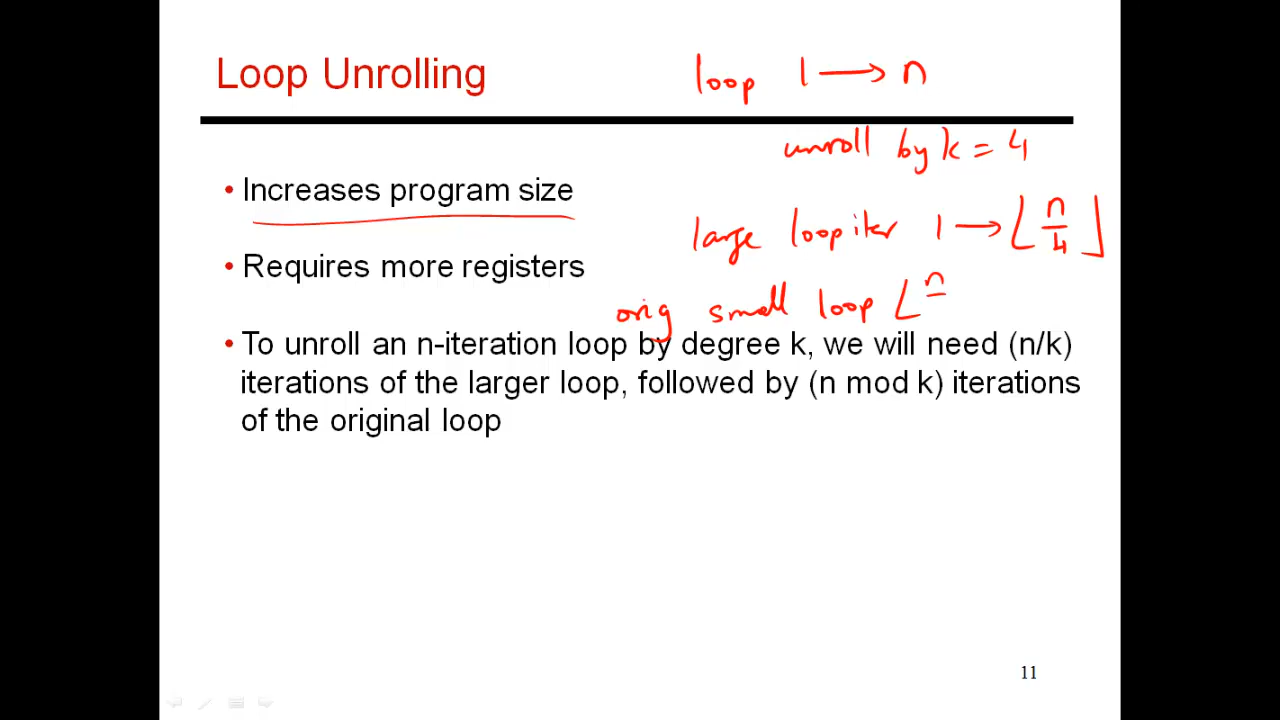 Loop Unrolling
loop 1 → n
unroll by k = 4
• Increases program size
large loop iter 1 → ⌊n/4⌋
• Requires more registers
orig small loop ⌊n
• To unroll an n-iteration loop by degree k, we will need (n/k)
iterations of the larger loop, followed by (n mod k) iterations
of the original loop
11